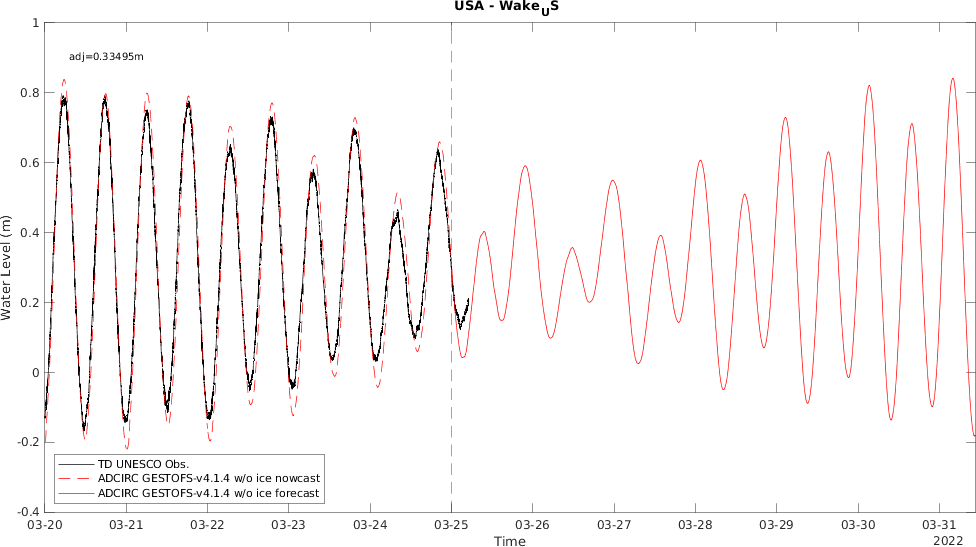 USA - WakeUS
adj=0.33495m
Water Level (m)
1
0.8
0.6
0.4
0.2
0
-0.2
-0.4
TD UNESCO Obs.
ADCIRC GESTOFS-v4.1.4 w/o ice nowcast
ADCIRC GESTOFS-v4.1.4 w/o ice forecast
03-20 03-21 03-22 03-23 03-24 03-25 03-26 03-27 03-28 03-29 03-30 03-31
Time
2022